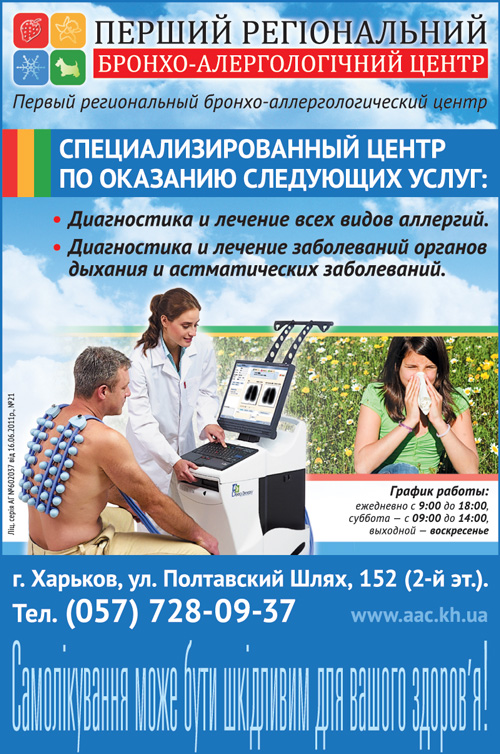 ПЕРШИЙ РЕГІОНАЛЬНИЙ
БРОНХО-АЛЕРГОЛОГІЧНИЙ ЦЕНТР
Первый региональный бронхо-аллергологический центр
СПЕЦИАЛИЗИРОВАННЫЙ ЦЕНТР
ПО ОКАЗАНИЮ СЛЕДУЮЩИХ УСЛУГ:
• Диагностика и лечение всех видов аллергий.
• Диагностика и лечение заболеваний органов
дыхания и астматических заболеваний.
Ліц. серія АГ №602037 від 16.06.2011р., №21
График работы:
ежедневно с 9:00 до 18:00,
суббота — с 09:00 до 14:00,
выходной — воскресенье
г. Харьков, ул. Полтавский Шлях, 152 (2-й эт.).
Тел. (057) 728-09-37
www.aac.kh.ua
Самолікування може бути шкідливим для вашого здоров'я!